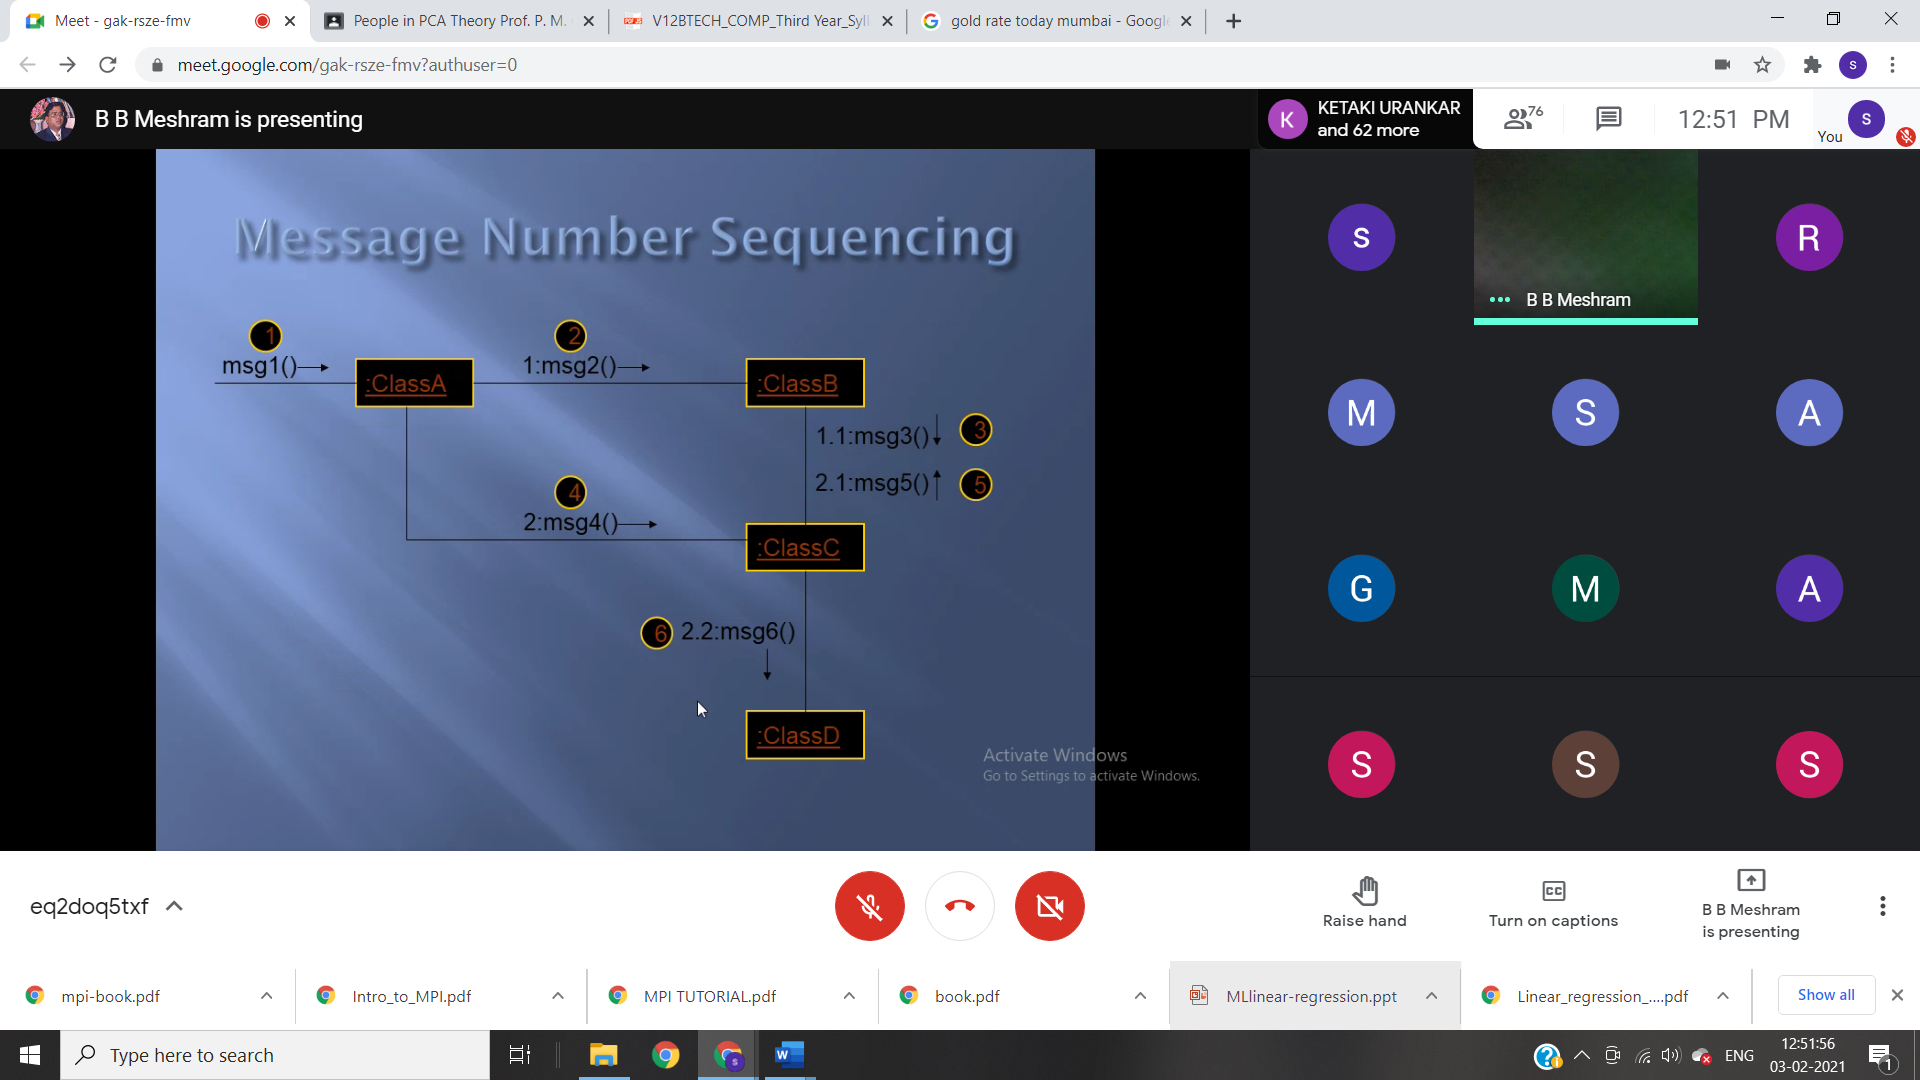 Meet - gak-rsze-fmv
People in PCA Theory Prof. P. M.
V12BTECH_COMP_Third Year_Syll
gold rate today mumbai - Google
meet.google.com/gak-rsze-fmv?authuser=0
S
B B Meshram is presenting
K
KETAKI URANKAR
and 62 more
76
12:51 PM
You
S
Message Number Sequencing
1
msg1()
2
1:msg2()
:ClassA
:ClassB
1.1:msg3()
3
2.1:msg5()
5
4
2:msg4()
:ClassC
6
2.2:msg6()
:ClassD
Activate Windows
Go to Settings to activate Windows.
S
B B Meshram
R
M
S
A
G
M
A
S
S
S
eq2doq5txf
Raise hand
Turn on captions
B B Meshram
is presenting
mpi-book.pdf
Intro_to_MPI.pdf
MPI TUTORIAL.pdf
book.pdf
MLlinear-regression.ppt
Linear_regression_....pdf
Show all
Type here to search
ENG
12:51:56
03-02-2021
1